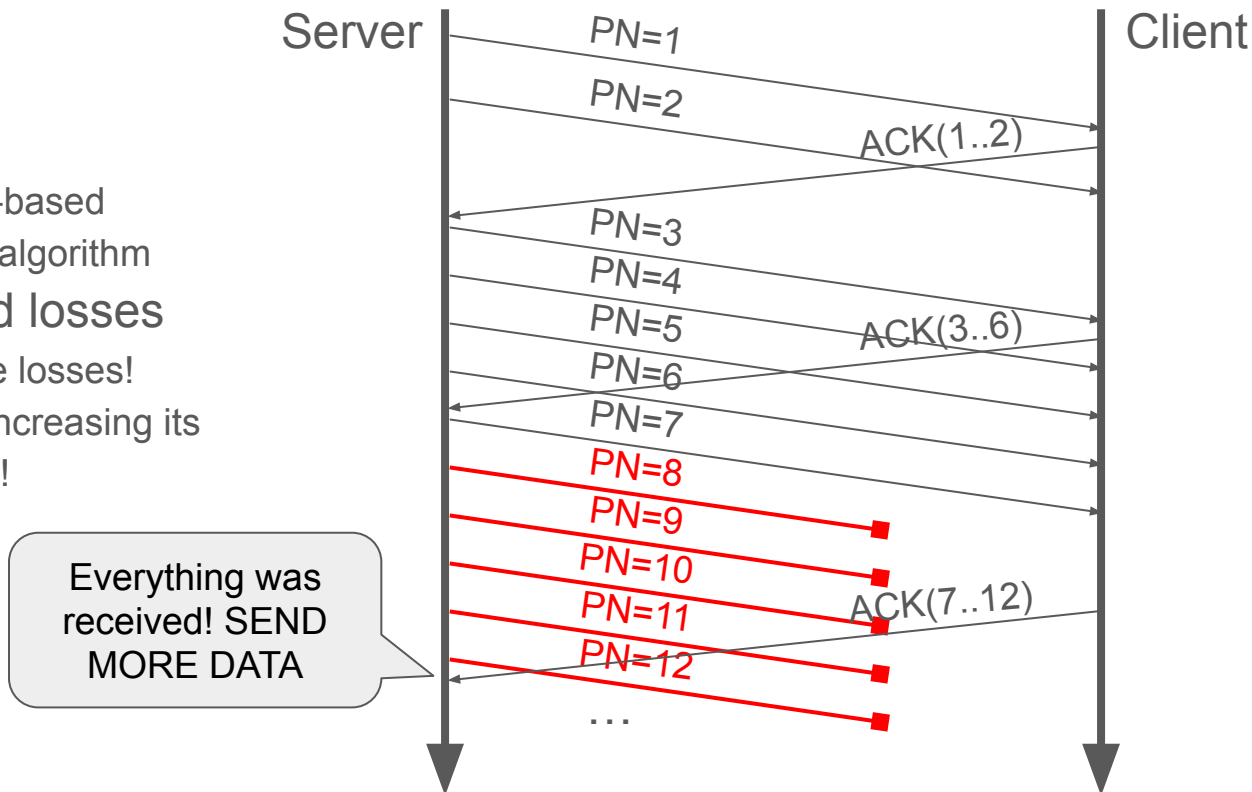 Server
Client
-based
algorithm
d losses
e losses!
ncreasing its
!
PN=1
PN=2
ACK(1..2)
PN=3
PN=4
PN=5
ACK(3..6)
PN=6
PN=7
PN=8
PN=9
PN=10
PN=11
ACK(7..12)
PN=12
...
Everything was
received! SEND
MORE DATA